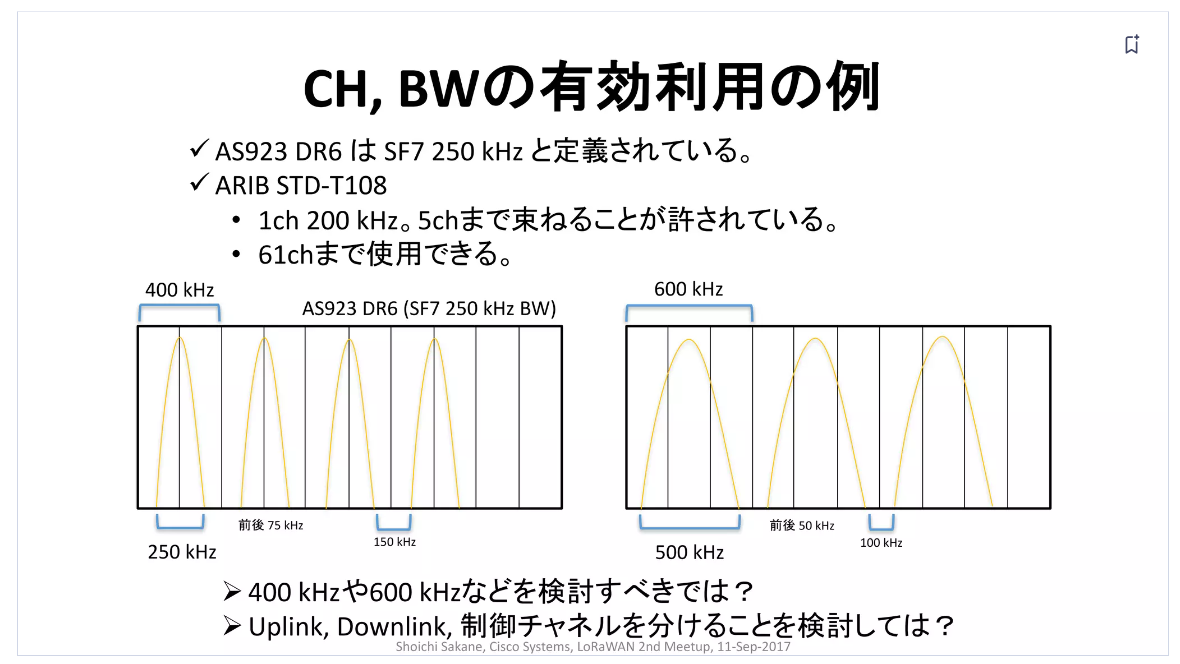 CH, BWの有効利用の例
✓ AS923 DR6 は SF7 250 kHz と定義されている。
✓ ARIB STD-T108
• 1ch 200 kHz。5chまで束ねることが許されている。
• 61chまで使用できる。
400 kHz
AS923 DR6 (SF7 250 kHz BW)
前後 75 kHz
150 kHz
250 kHz
600 kHz
前後 50 kHz
100 kHz
500 kHz
➢ 400 kHzや600 kHzなどを検討すべきでは？
➢ Uplink, Downlink, 制御チャネルを分けることを検討しては？
Shoichi Sakane, Cisco Systems, LoRaWAN 2nd Meetup, 11-Sep-2017